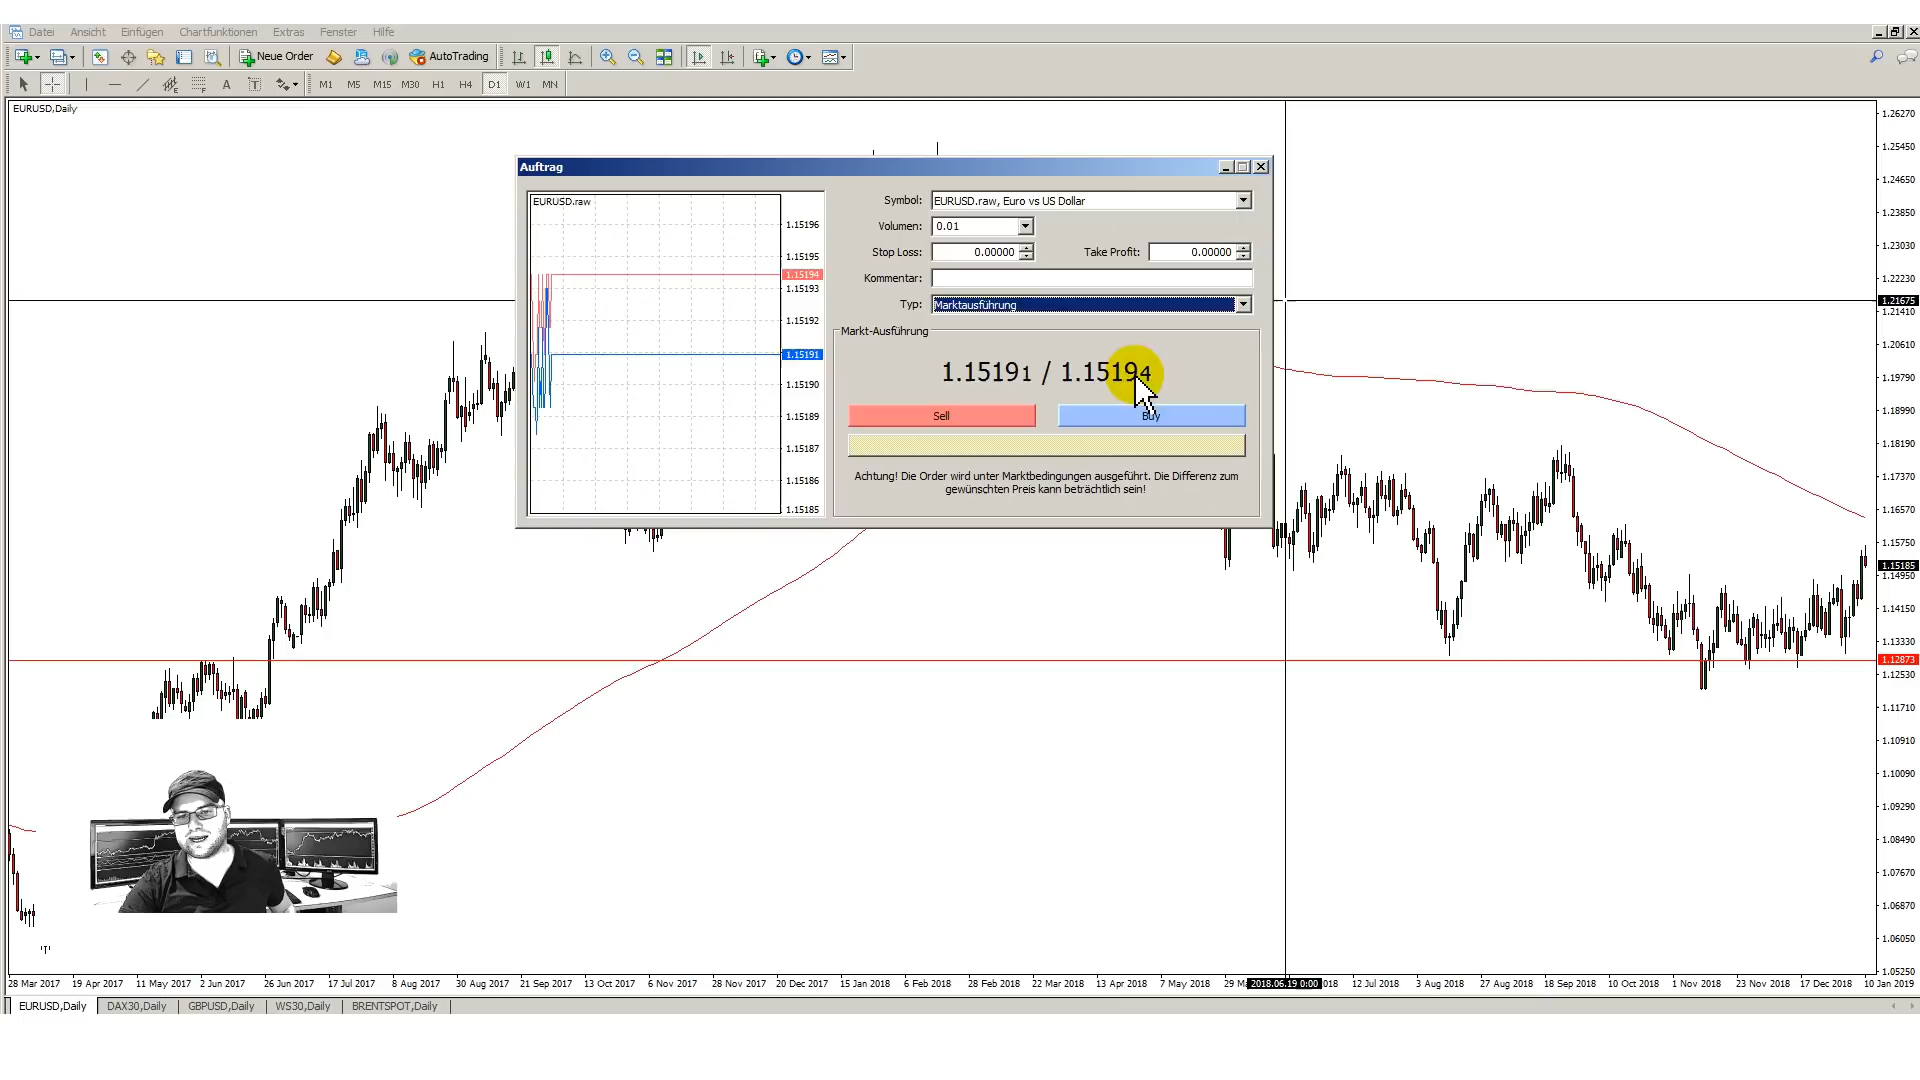 Datei Ansicht Einfügen Chartfunktionen Extras Fenster Hilfe
Neue Order AutoTrading
A T M1 M5 M15 M30 H1 H4 D1 W1 MN
EURUSD,Daily
Auftrag
EURUSD.raw
1.15196
1.15195
1.15194
1.15193
1.15192
1.15191
1.15190
1.15189
1.15188
1.15187
1.15186
1.15185
Symbol: EURUSD.raw, Euro vs US Dollar
Volumen: 0.01
Stop Loss: 0.00000 Take Profit: 0.00000
Kommentar:
Typ: Marktausführung
Markt-Ausführung
1.15191 / 1.15194
Sell Buy
Achtung! Die Order wird unter Marktbedingungen ausgeführt. Die Differenz zum
gewünschten Preis kann beträchtlich sein!
1.26270
1.25450
1.24650
1.23850
1.23030
1.22230
1.21675
1.21410
1.20610
1.19790
1.18990
1.18190
1.17370
1.16570
1.15750
1.15185
1.14950
1.14150
1.13330
1.12873
1.12530
1.11710
1.10910
1.10090
1.09290
1.08490
1.07670
1.06870
1.06050
1.05250
28 Mar 2017 19 Apr 2017 11 May 2017 2 Jun 2017 26 Jun 2017 17 Jul 2017 8 Aug 2017 30 Aug 2017 21 Sep 2017 13 Oct 2017 6 Nov 2017 28 Nov 2017 20 Dec 2017 15 Jan 2018 6 Feb 2018 28 Feb 2018 22 Mar 2018 13 Apr 2018 7 May 2018 29 M 2018.06.19 0:00 018 12 Jul 2018 3 Aug 2018 27 Aug 2018 18 Sep 2018 10 Oct 2018 1 Nov 2018 23 Nov 2018 17 Dec 2018 10 Jan 2019
EURUSD,Daily DAX30,Daily GBPUSD,Daily WS30,Daily BRENTSPOT,Daily